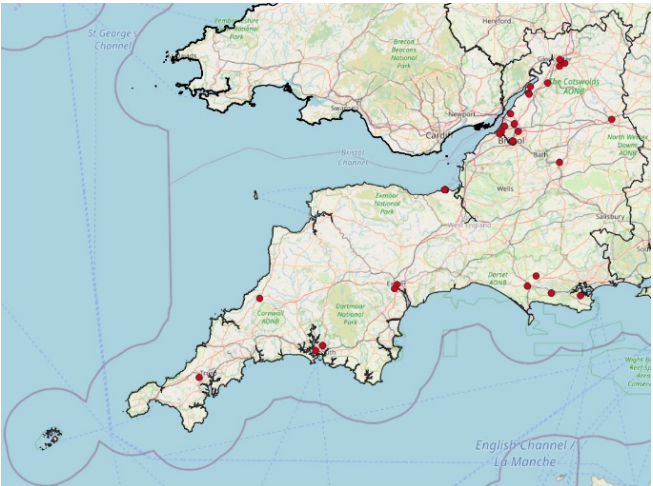 Hereford
St George's
Channel
National
Park
Brecon
Beacons
National
Park
The Cotswolds
AONB
Newport
Cardiff
Bristol
Channel
Bristol
Bath
North Wessex
Downs
AONB
Wells
Exmoor
National
Park
Salisbury
West England
Dorset
AONB
Cornwall
AONB
Dartmoor
National
Park
English Channel /
La Manche